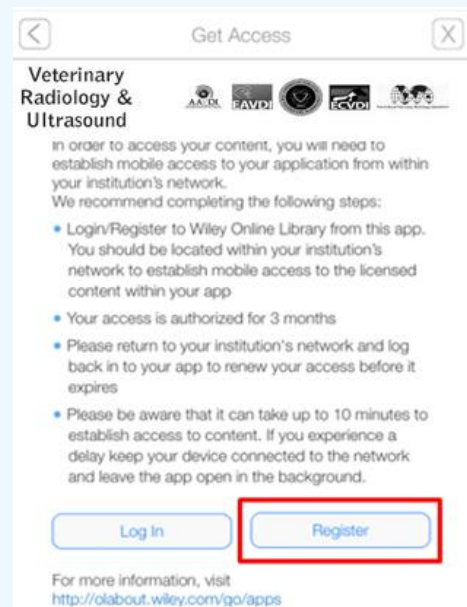 Get Access
X
Veterinary
Radiology &
Ultrasound
EAVDI
ECVDI
In order to access your content, you will need to
establish mobile access to your application from within
your institution's network.
We recommend completing the following steps:
• Login/Register to Wiley Online Library from this app.
You should be located within your institution's
network to establish mobile access to the licensed
content within your app
• Your access is authorized for 3 months
• Please return to your institution's network and log
back in to your app to renew your access before it
expires
• Please be aware that it can take up to 10 minutes to
establish access to content. If you experience a
delay keep your device connected to the network
and leave the app open in the background.
Log In
Register
For more information, visit
http://olabout.wiley.com/go/apps